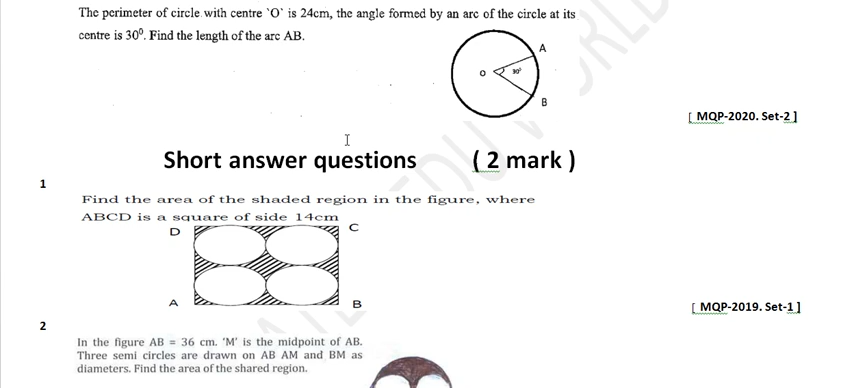 The perimeter of circle with centre `O' is 24cm, the angle formed by an arc of the circle at its
centre is 30⁰. Find the length of the arc AB.
A
O 30⁰
B
[ MQP-2020. Set-2 ]
Short answer questions ( 2 mark )
1
Find the area of the shaded region in the figure, where
ABCD is a square of side 14cm
D C
A B
[ MQP-2019. Set-1 ]
2
In the figure AB = 36 cm. 'M' is the midpoint of AB.
Three semi circles are drawn on AB AM and BM as
diameters. Find the area of the shared region.